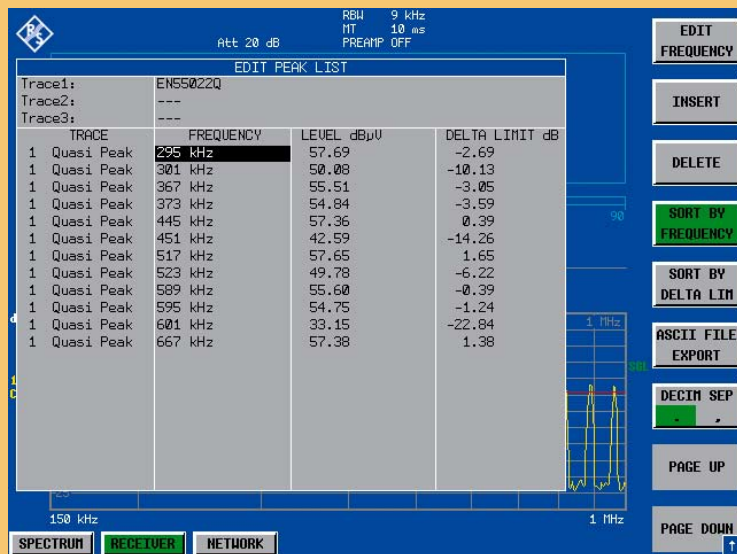 RBW 9 kHz
MT 10 ms
Att 20 dB PREAMP OFF
EDIT PEAK LIST
Trace1: EN55022Q
Trace2: ---
Trace3: ---
TRACE FREQUENCY LEVEL dBµV DELTA LIMIT dB
1 Quasi Peak 295 kHz 57.69 -2.69
1 Quasi Peak 301 kHz 50.08 -10.13
1 Quasi Peak 367 kHz 55.51 -3.05
1 Quasi Peak 373 kHz 54.84 -3.59
1 Quasi Peak 445 kHz 57.36 0.39
1 Quasi Peak 451 kHz 42.59 -14.26
1 Quasi Peak 517 kHz 57.65 1.65
1 Quasi Peak 523 kHz 49.78 -6.22
1 Quasi Peak 589 kHz 55.60 -0.39
1 Quasi Peak 595 kHz 54.75 -1.24
1 Quasi Peak 601 kHz 33.15 -22.84
1 Quasi Peak 667 kHz 57.38 1.38
90
1 MHz
SGL
150 kHz 1 MHz
SPECTRUM RECEIVER NETWORK
EDIT
FREQUENCY
INSERT
DELETE
SORT BY
FREQUENCY
SORT BY
DELTA LIM
ASCII FILE
EXPORT
DECIM SEP
. ,
PAGE UP
PAGE DOWN